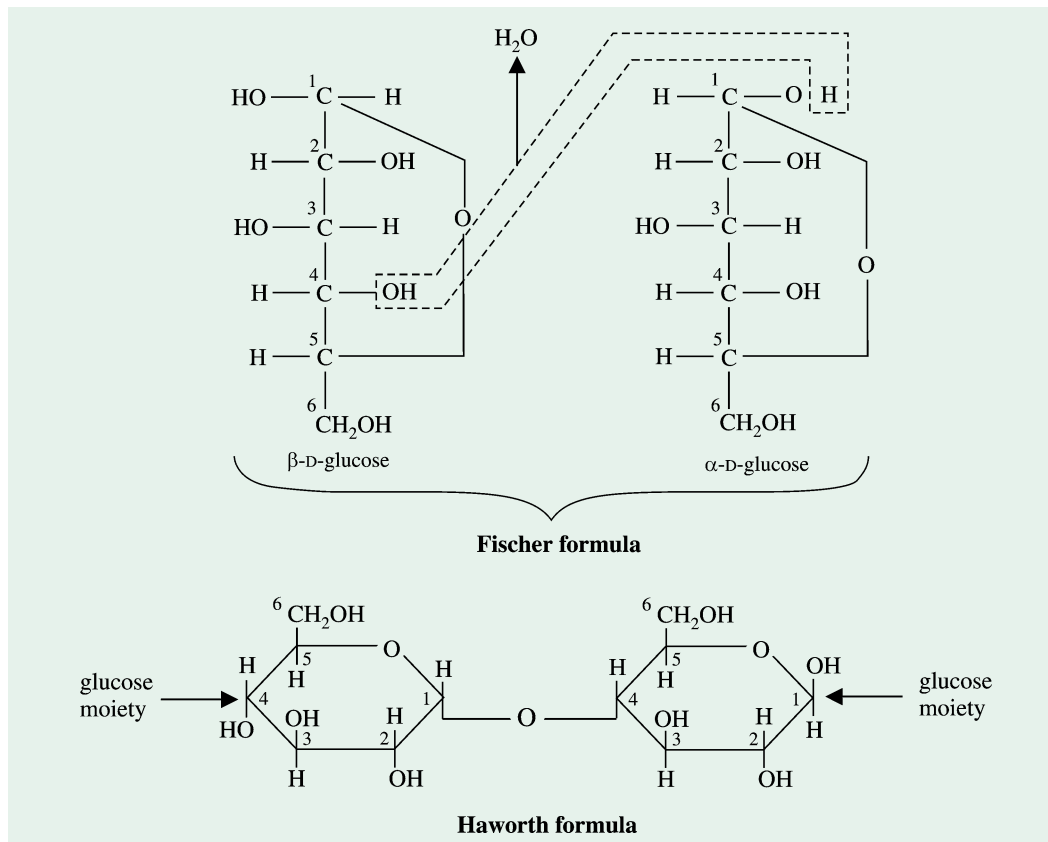 H₂O
1
HO C H
2
H C OH
3
HO C H
O
4
H C OH
5
H C
6
CH₂OH
β-D-glucose
1
H C O H
2
H C OH
3
HO C H
O
4
H C OH
5
H C
6
CH₂OH
α-D-glucose
Fischer formula
6 CH₂OH
5 O
H H
H
4 1
HO OH H
3 2
H OH
glucose
moiety
O
6 CH₂OH
5 O
H H OH
4 1
OH H H
3 2
H OH
glucose
moiety
Haworth formula